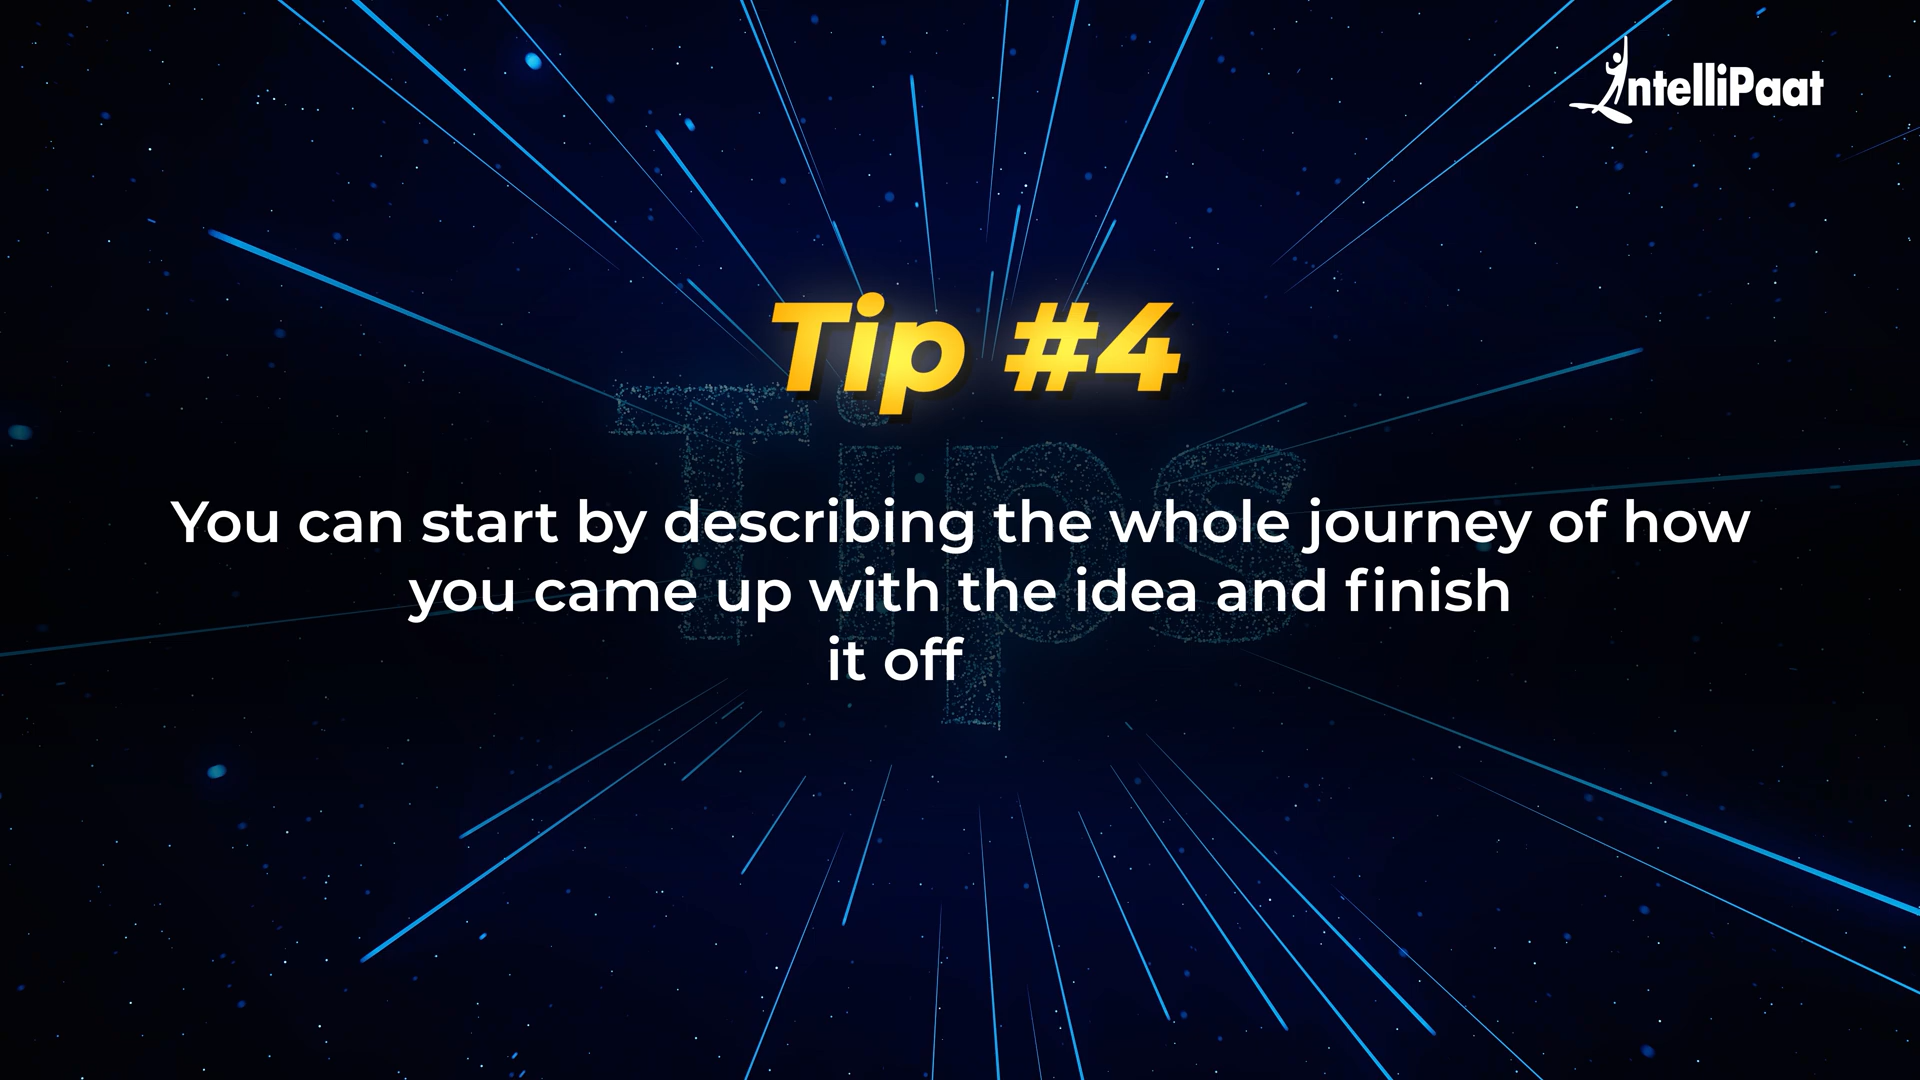 IntelliPaat
Tip #4
Tips
You can start by describing the whole journey of how
you came up with the idea and finish
it off